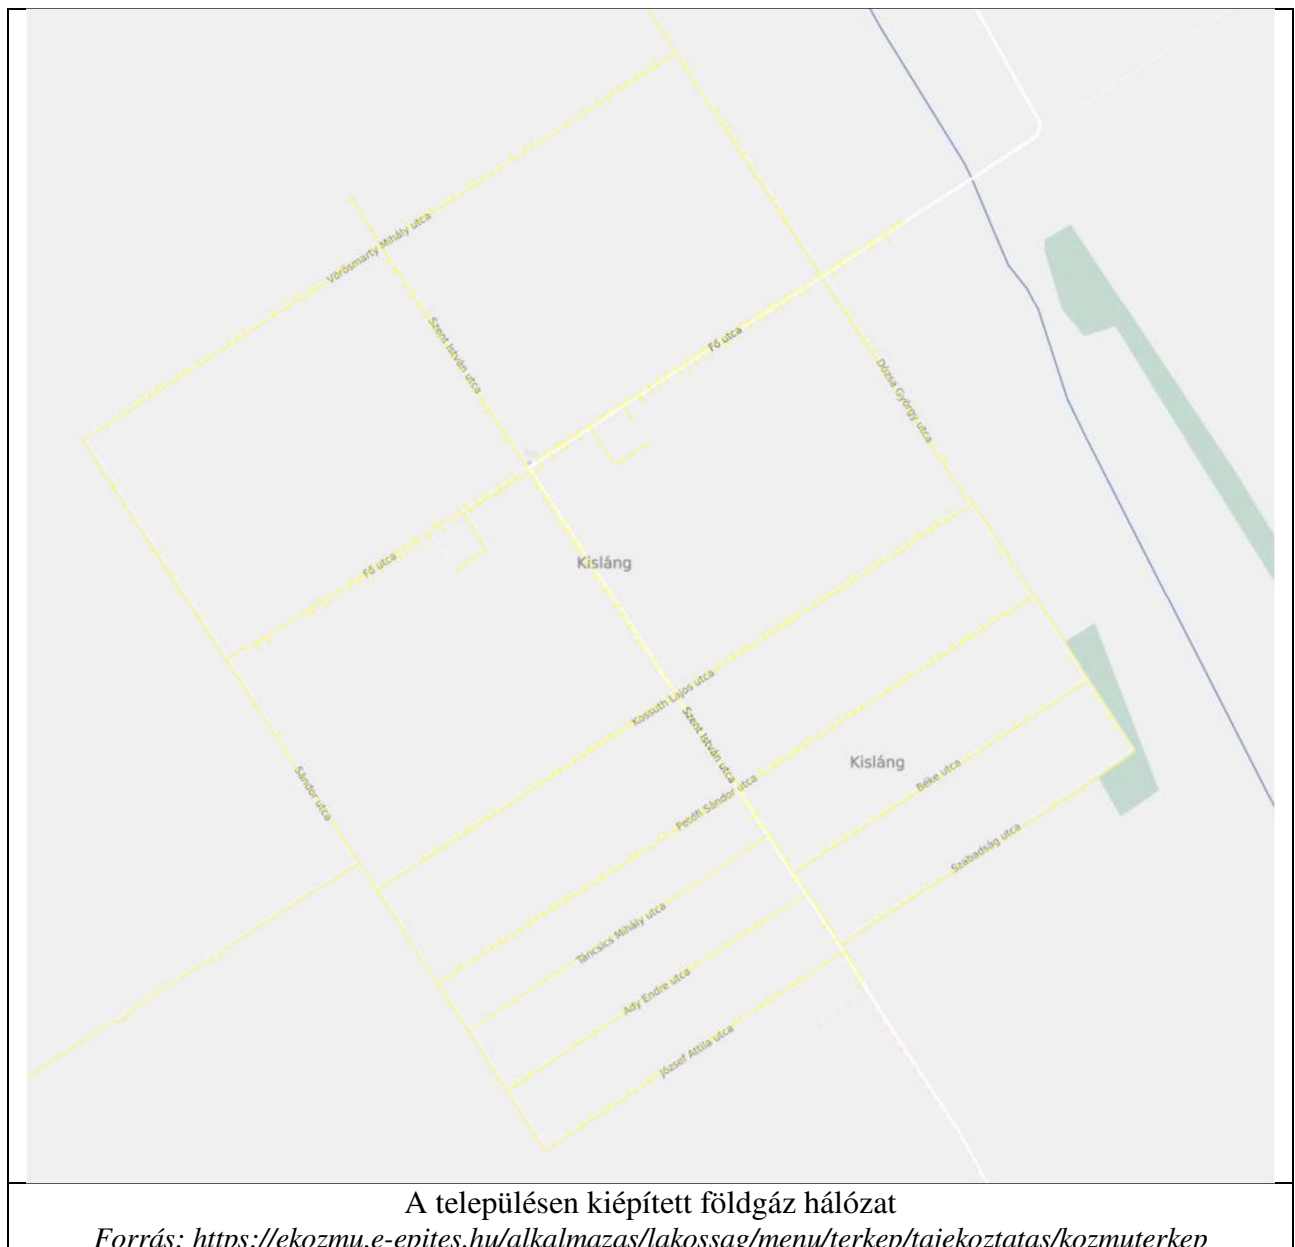 Vörösmarty Mihály utca
Szent István utca
Fő utca
Dózsa György utca
Fő utca
Kisláng
Kossuth Lajos utca
Szent István utca
Kisláng
Béke utca
Sándor utca
Petőfi Sándor utca
Szabadság utca
Táncsics Mihály utca
Ady Endre utca
József Attila utca
A településen kiépített földgáz hálózat
Forrás: https://ekozmu.e-epites.hu/alkalmazas/lakossag/menu/terkep/tajekoztatas/kozmuterkep